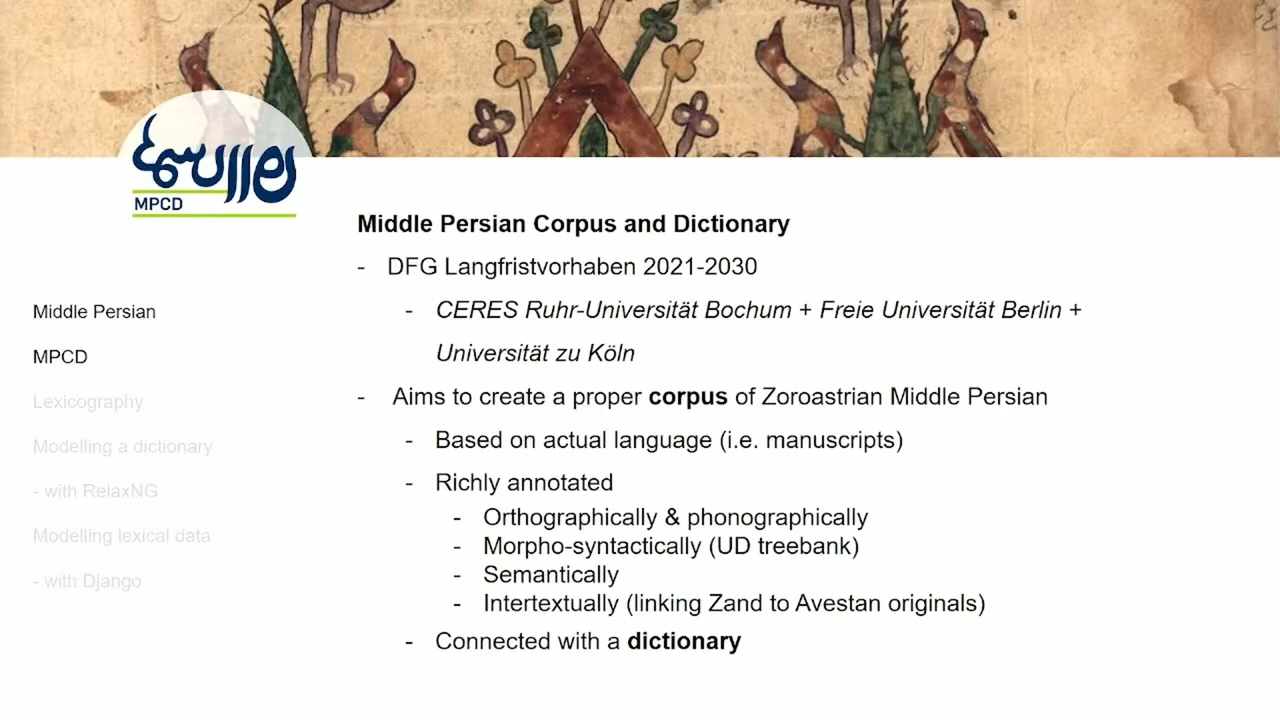 MPCD
Middle Persian Corpus and Dictionary
- DFG Langfristvorhaben 2021-2030
- CERES Ruhr-Universität Bochum + Freie Universität Berlin +
Universität zu Köln
- Aims to create a proper corpus of Zoroastrian Middle Persian
- Based on actual language (i.e. manuscripts)
- Richly annotated
- Orthographically & phonographically
- Morpho-syntactically (UD treebank)
- Semantically
- Intertextually (linking Zand to Avestan originals)
- Connected with a dictionary
Middle Persian
MPCD
Lexicography
Modelling a dictionary
- with RelaxNG
Modelling lexical data
- with Django